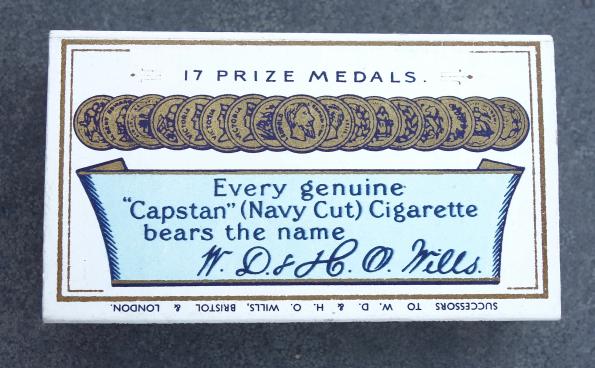 17 PRIZE MEDALS.
Every genuine
"Capstan" (Navy Cut) Cigarette
bears the name
W. D. & H. O. Wills.
SUCCESSORS TO W. D. & H. O. WILLS, BRISTOL & LONDON.